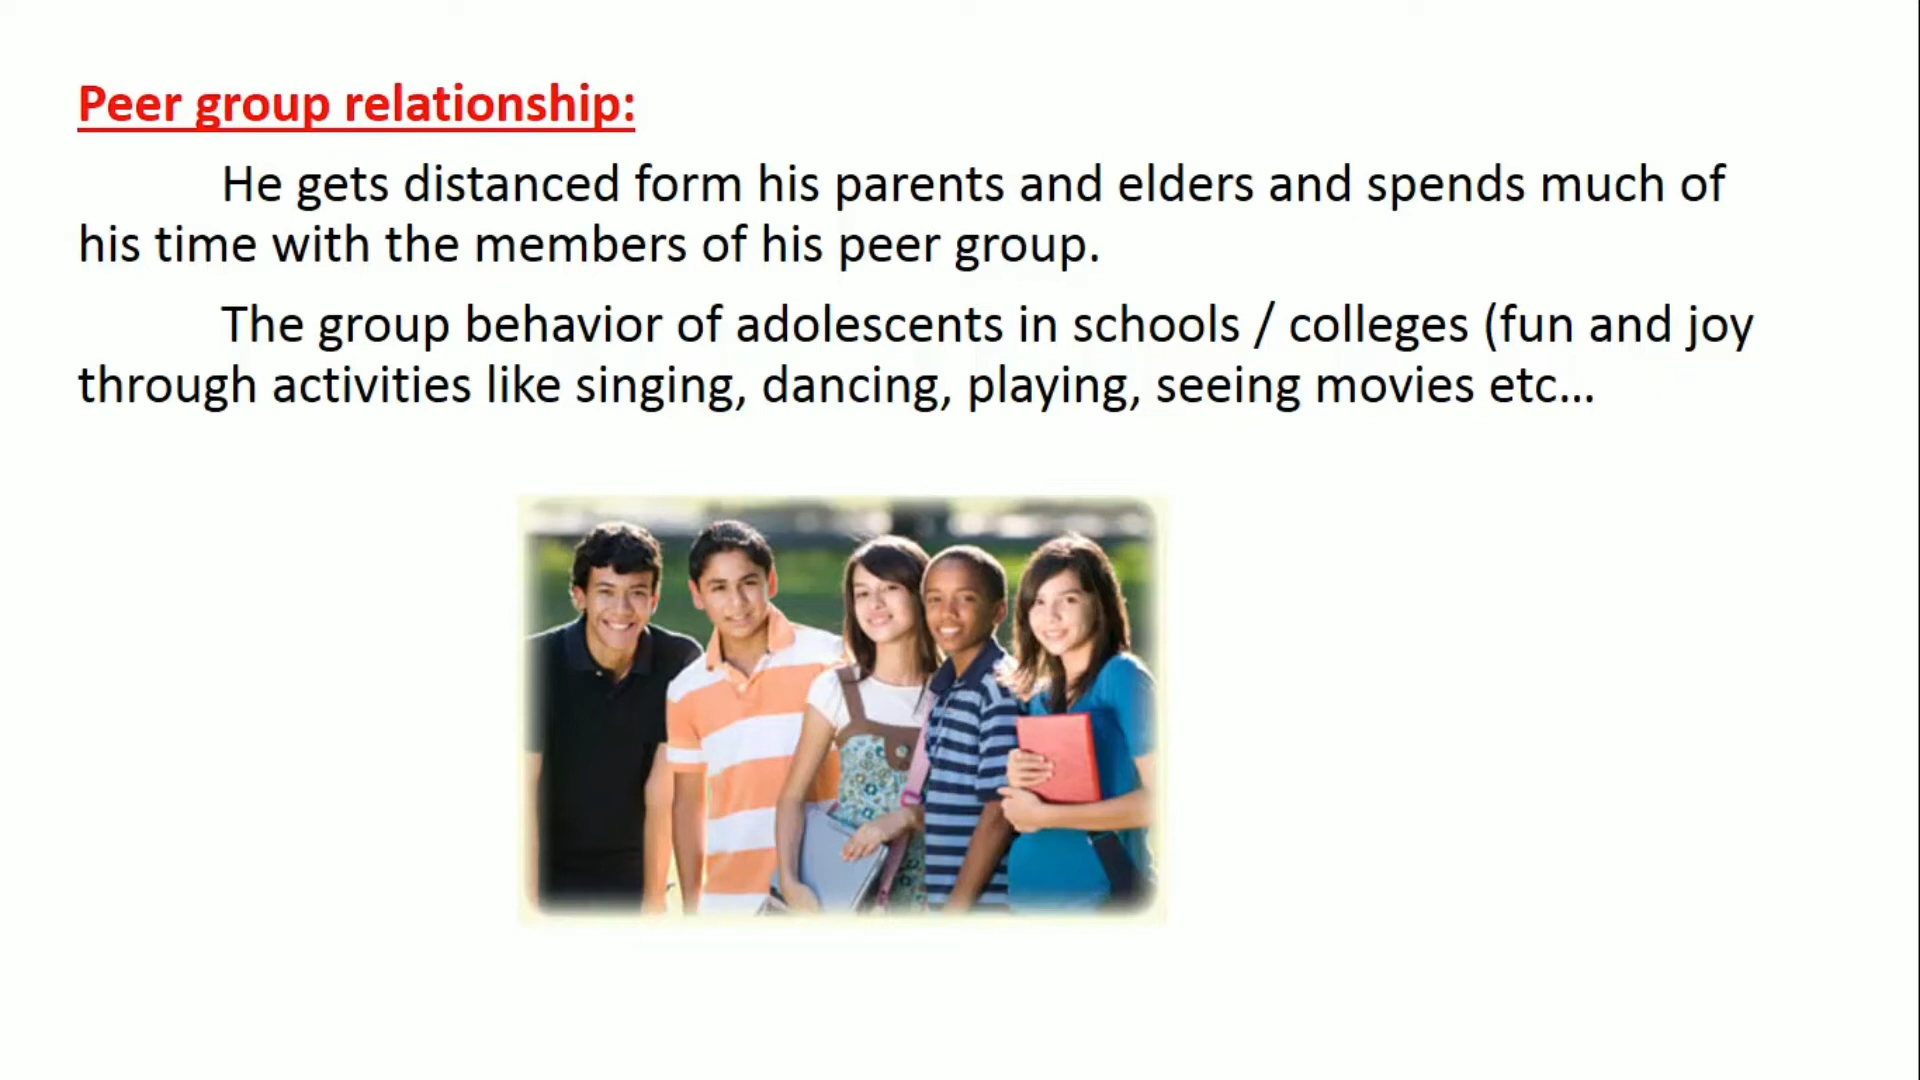 Peer group relationship:
He gets distanced form his parents and elders and spends much of
his time with the members of his peer group.
The group behavior of adolescents in schools / colleges (fun and joy
through activities like singing, dancing, playing, seeing movies etc...